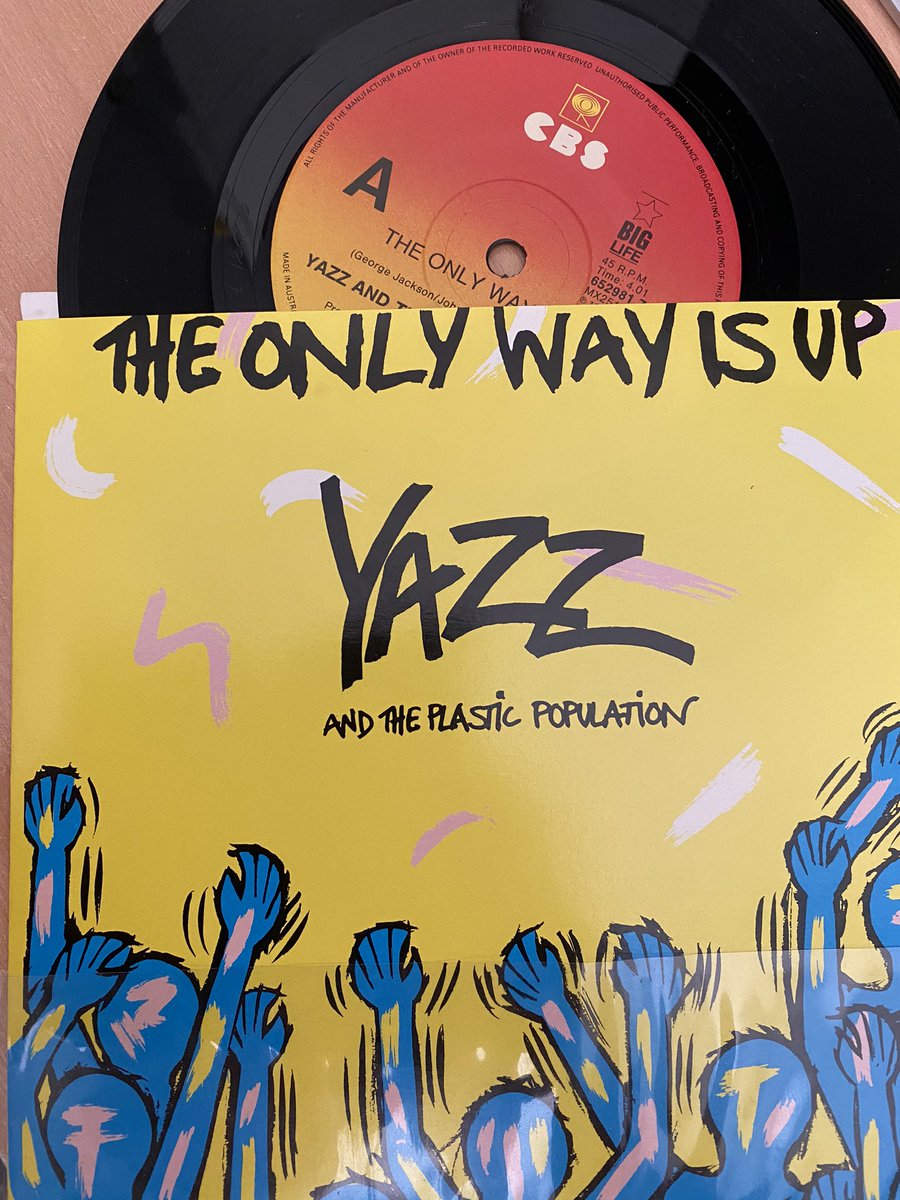 ALL RIGHTS OF THE MANUFACTURER AND OF THE OWNER OF THE RECORDED WORK RESERVED. UNAUTHORISED PUBLIC PERFORMANCE BROADCASTING AND COPYING OF THIS
CBS
A
BIG
LIFE
45 R.P.M.
Time: 4.01
652981
THE ONLY WAY
(George Jackson/
YAZZ AND
MADE IN
THE ONLY WAY IS UP
YAZZ
AND THE PLASTIC POPULATION